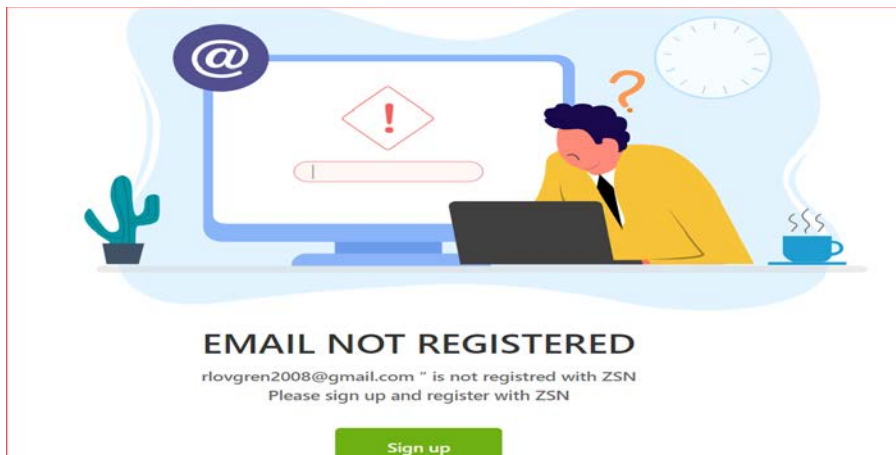 @
!
?
EMAIL NOT REGISTERED
rlovgren2008@gmail.com " is not registred with ZSN
Please sign up and register with ZSN
Sign up